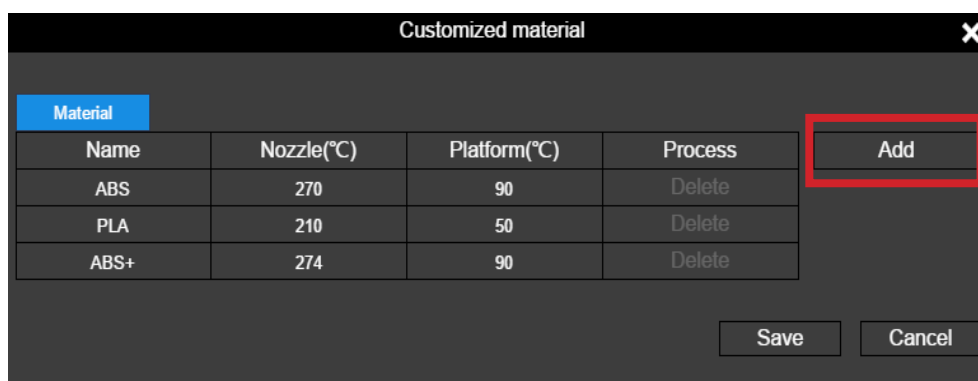 Customized material
Material
Name Nozzle(℃) Platform(℃) Process Add
ABS 270 90 Delete
PLA 210 50 Delete
ABS+ 274 90 Delete
Save Cancel